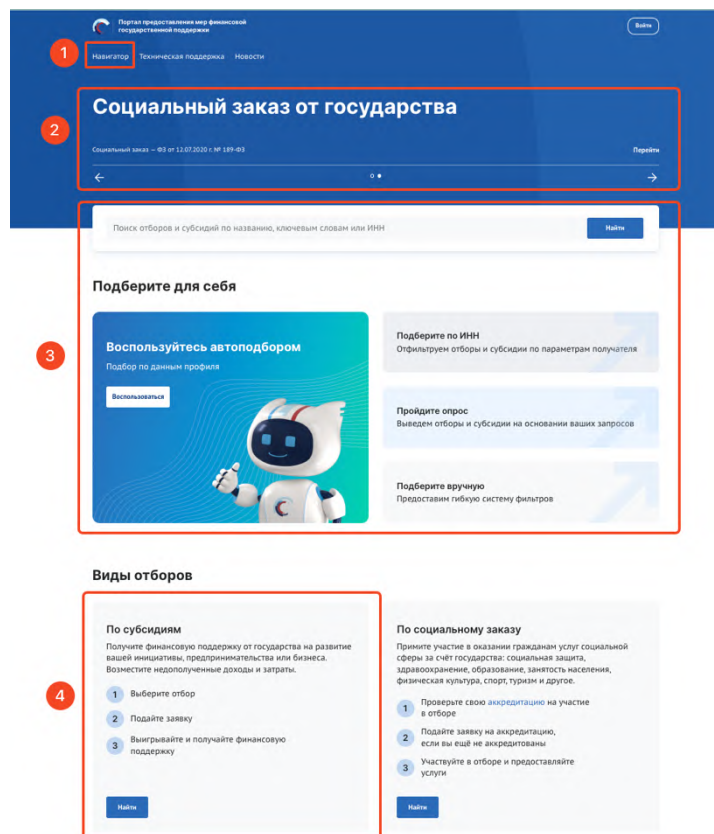 Портал предоставления мер финансовой
государственной поддержки
Войти
1
Навигатор Техническая поддержка Новости
2
Социальный заказ от государства
Социальный заказ – ФЗ от 13.07.2020 г. № 189-ФЗ
Перейти
Поиск отборов и субсидий по названию, ключевым словам или ИНН
Найти
Подберите для себя
3
Воспользуйтесь автоподбором
Подбор по данным профиля
Воспользоваться
Подберите по ИНН
Отфильтруем отборы и субсидии по параметрам получателя
Пройдите опрос
Выведем отборы и субсидии на основании ваших запросов
Подберите вручную
Предоставим гибкую систему фильтров
Виды отборов
4
По субсидиям
Получите финансовую поддержку от государства на развитие
вашей инициативы, предпринимательства или бизнеса.
Возместите недополученные доходы и затраты.
1 Выберите отбор
2 Подайте заявку
3 Выигрывайте и получайте финансовую
поддержку
Найти
По социальному заказу
Примите участие в оказании гражданам услуг социальной
сферы за счёт государства: социальная защита,
здравоохранение, образование, занятость населения,
физическая культура, спорт, туризм и другое.
1 Проверьте свою аккредитацию на участие
в отборе
2 Подайте заявку на аккредитацию,
если вы ещё не аккредитованы
3 Участвуйте в отборе и предоставляйте
услуги
Найти